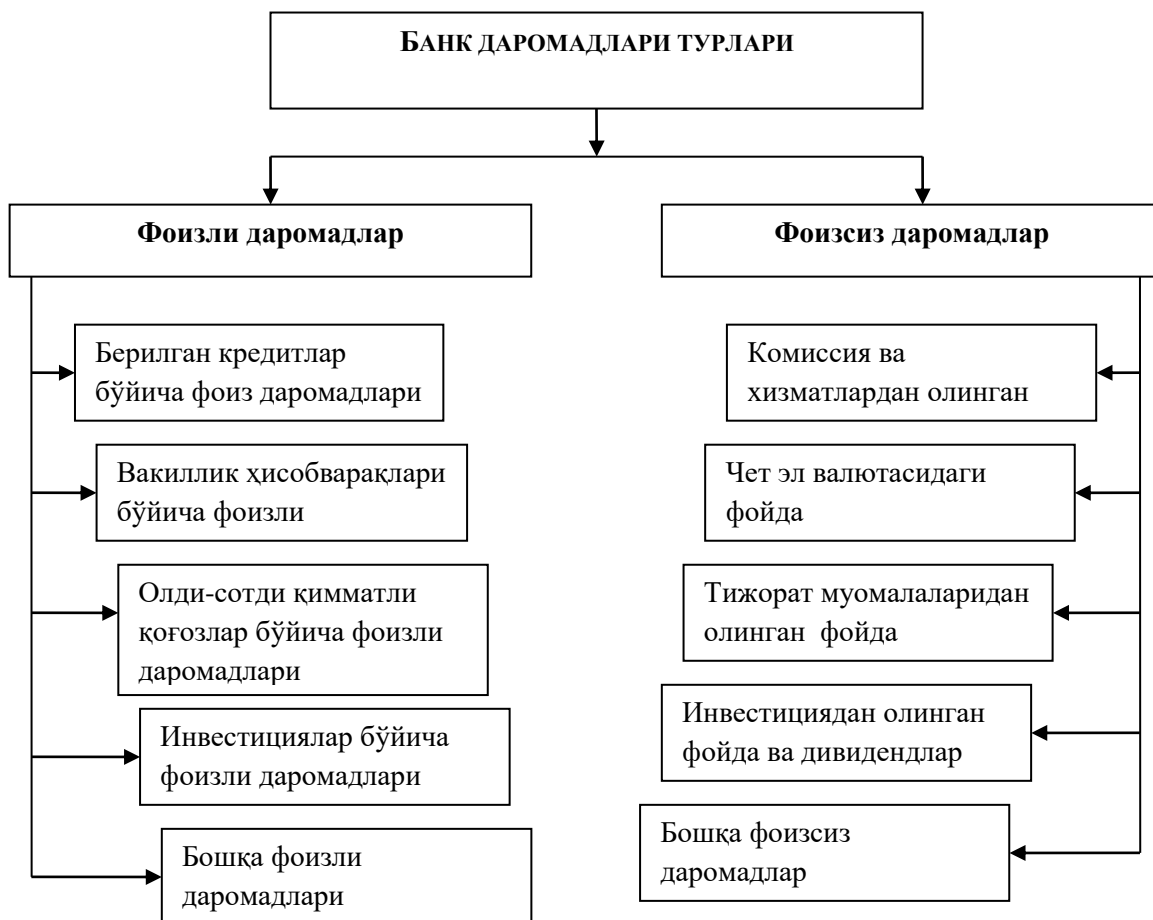 БАНК ДАРОМАДЛАРИ ТУРЛАРИ
Фоизли даромадлар
Фоизсиз даромадлар
Берилган кредитлар
бўйича фоиз даромадлари
Вакиллик ҳисобварақлари
бўйича фоизли
Олди-сотди қимматли
қоғозлар бўйича фоизли
даромадлари
Инвестициялар бўйича
фоизли даромадлари
Бошқа фоизли
даромадлари
Комиссия ва
хизматлардан олинган
Чет эл валютасидаги
фойда
Тижорат муомалаларидан
олинган фойда
Инвестициядан олинган
фойда ва дивидендлар
Бошқа фоизсиз
даромадлар